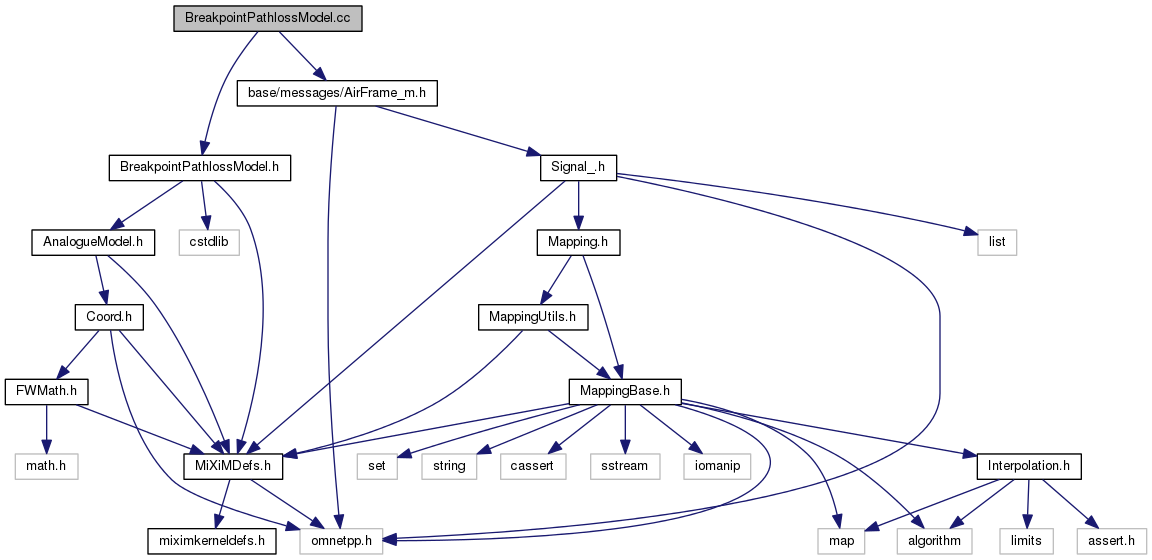 BreakpointPathlossModel.cc
base/messages/AirFrame_m.h
BreakpointPathlossModel.h
Signal_.h
AnalogueModel.h
cstdlib
Mapping.h
list
Coord.h
MappingUtils.h
FWMath.h
MappingBase.h
math.h
MiXiMDefs.h
set
string
cassert
sstream
iomanip
Interpolation.h
miximkerneldefs.h
omnetpp.h
map
algorithm
limits
assert.h